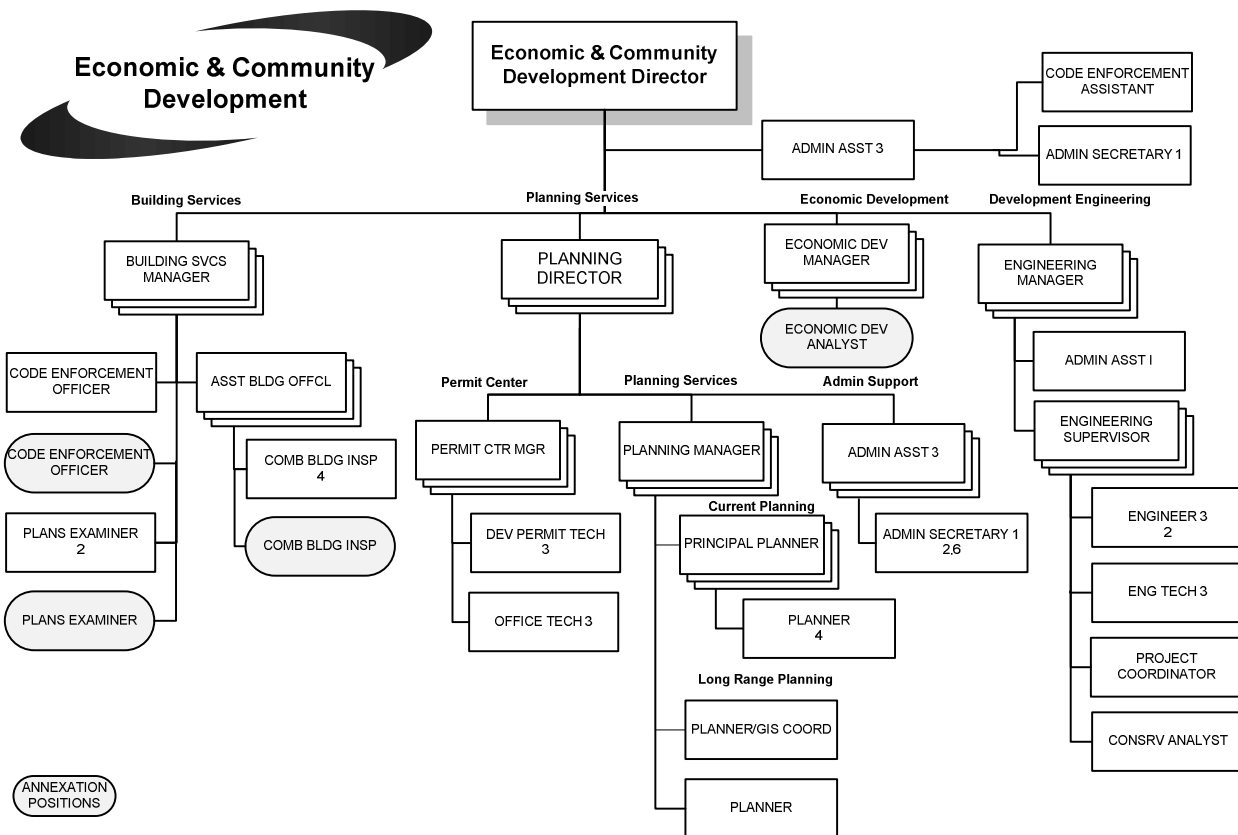 Economic & Community
Development
Economic & Community
Development Director
CODE ENFORCEMENT
ASSISTANT
ADMIN ASST 3
ADMIN SECRETARY 1
Building Services
Planning Services
Economic Development
Development Engineering
BUILDING SVCS
MANAGER
PLANNING
DIRECTOR
ECONOMIC DEV
MANAGER
ENGINEERING
MANAGER
ECONOMIC DEV
ANALYST
CODE ENFORCEMENT
OFFICER
ASST BLDG OFFCL
ADMIN ASST I
Permit Center
Planning Services
Admin Support
CODE ENFORCEMENT
OFFICER
COMB BLDG INSP
4
PERMIT CTR MGR
PLANNING MANAGER
ADMIN ASST 3
ENGINEERING
SUPERVISOR
Current Planning
PLANS EXAMINER
2
COMB BLDG INSP
DEV PERMIT TECH
3
PRINCIPAL PLANNER
ADMIN SECRETARY 1
2,6
ENGINEER 3
2
PLANS EXAMINER
OFFICE TECH 3
PLANNER
4
ENG TECH 3
Long Range Planning
PROJECT
COORDINATOR
PLANNER/GIS COORD
CONSRV ANALYST
ANNEXATION
POSITIONS
PLANNER